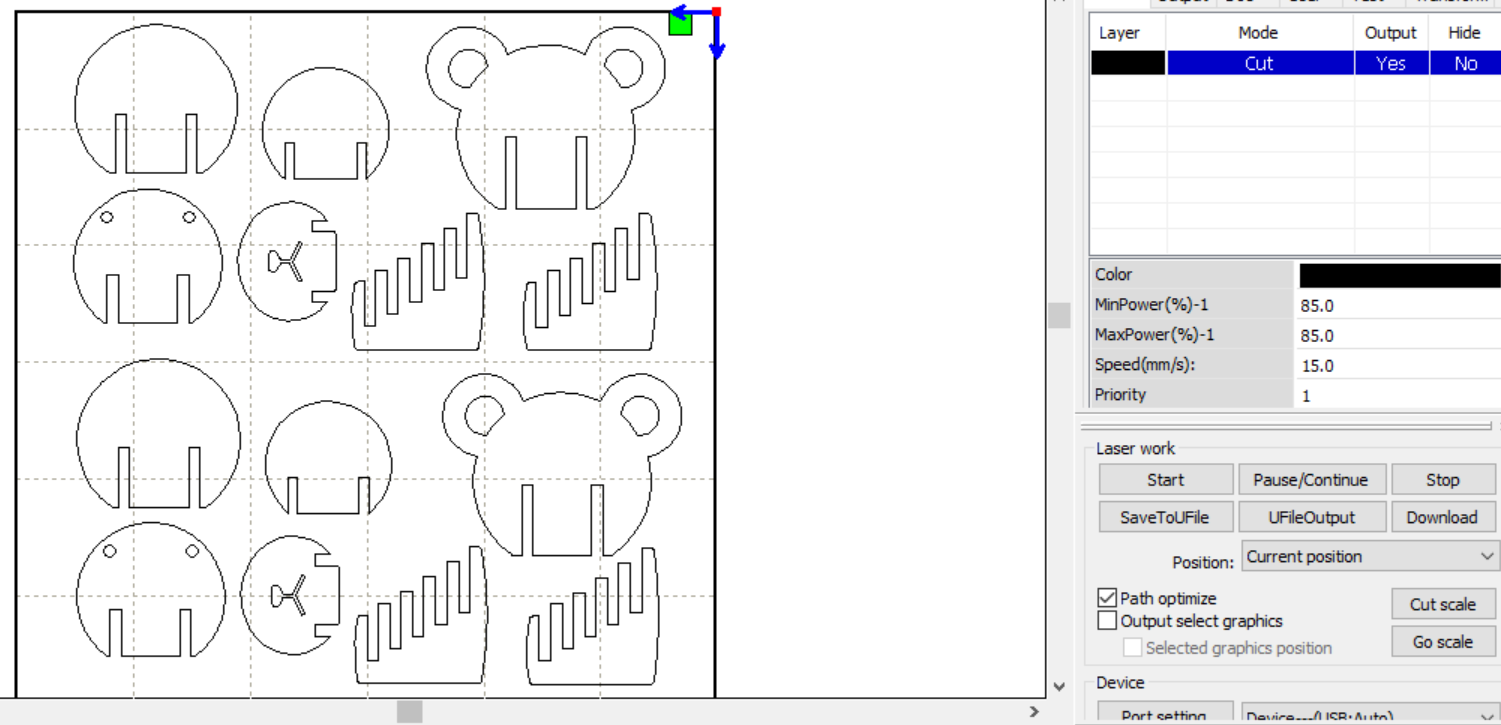 Layer Mode Output Hide
Cut Yes No
Color
MinPower(%)-1 85.0
MaxPower(%)-1 85.0
Speed(mm/s): 15.0
Priority 1
Laser work
Start Pause/Continue Stop
SaveToUFile UFileOutput Download
Position: Current position
Path optimize
Cut scale
Output select graphics
Selected graphics position
Go scale
Device
Port setting Device---(USB:Auto)